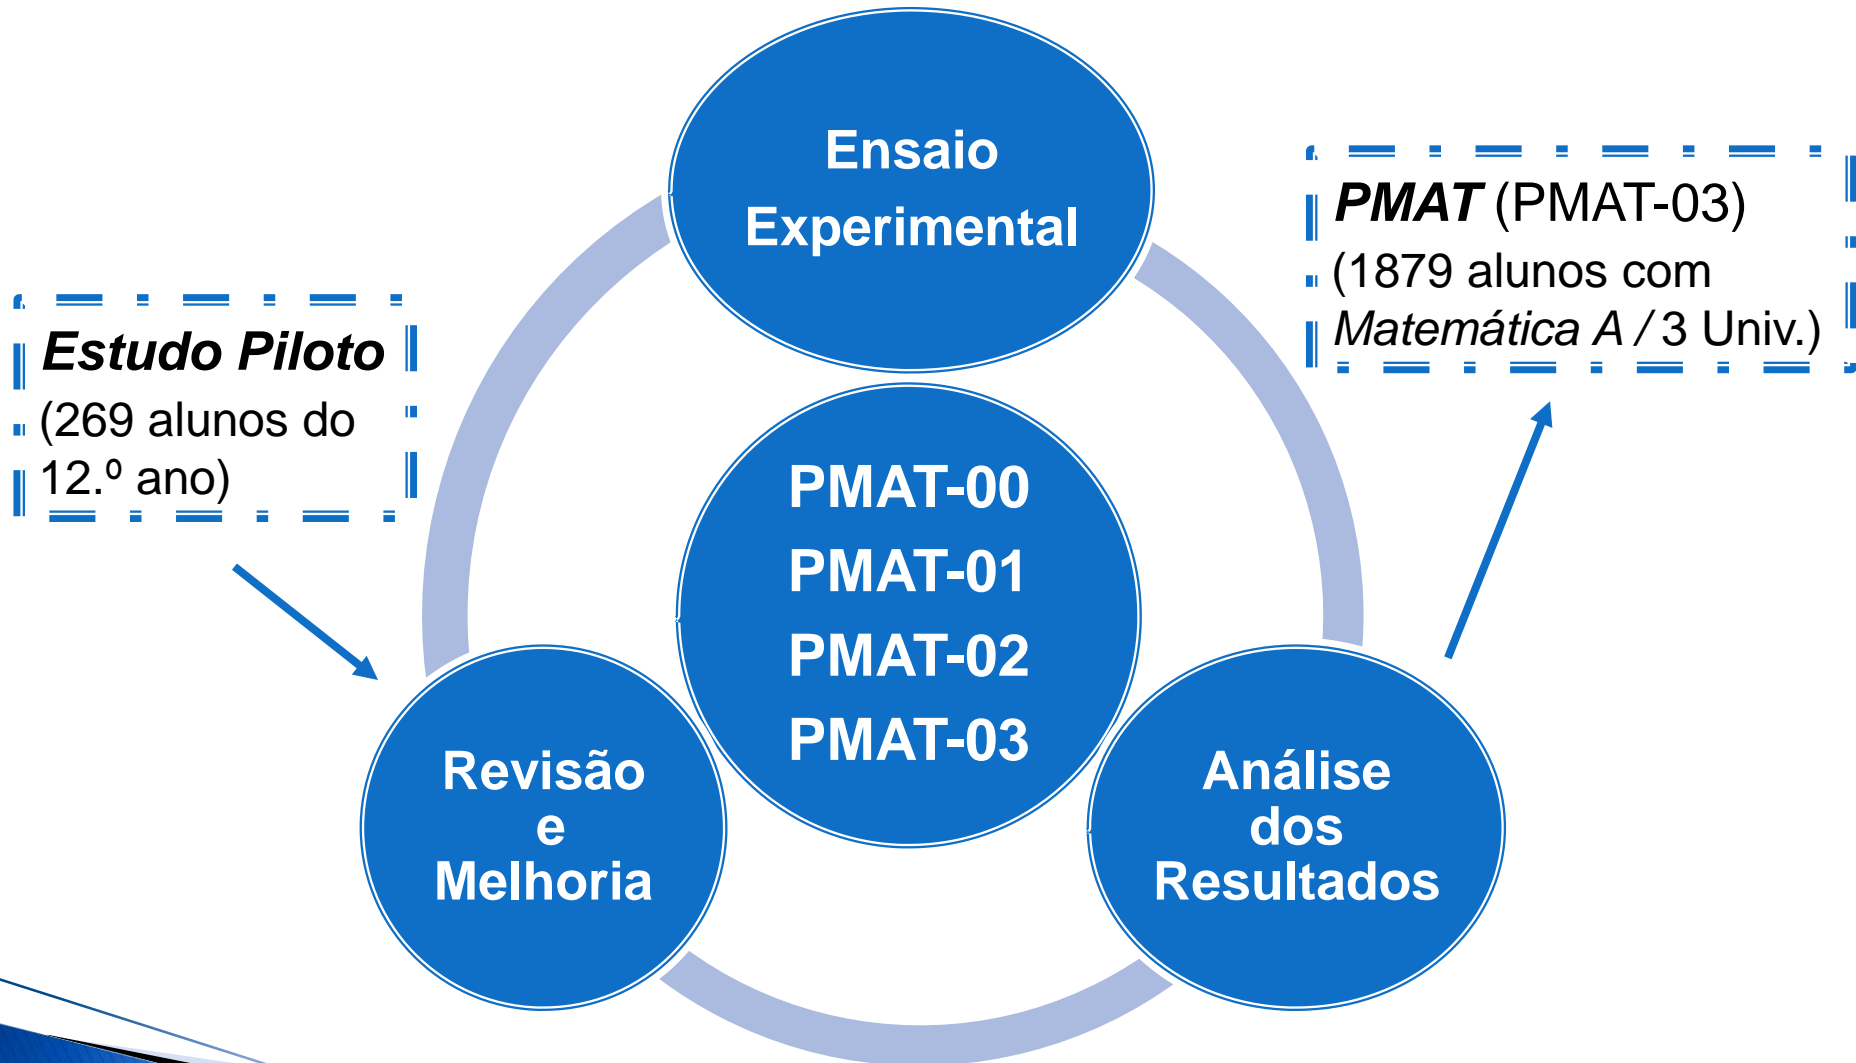 Ensaio
Experimental
PMAT (PMAT-03)
(1879 alunos com
Matemática A / 3 Univ.)
Estudo Piloto
(269 alunos do
12.º ano)
PMAT-00
PMAT-01
PMAT-02
PMAT-03
Revisão
e
Melhoria
Análise
dos
Resultados